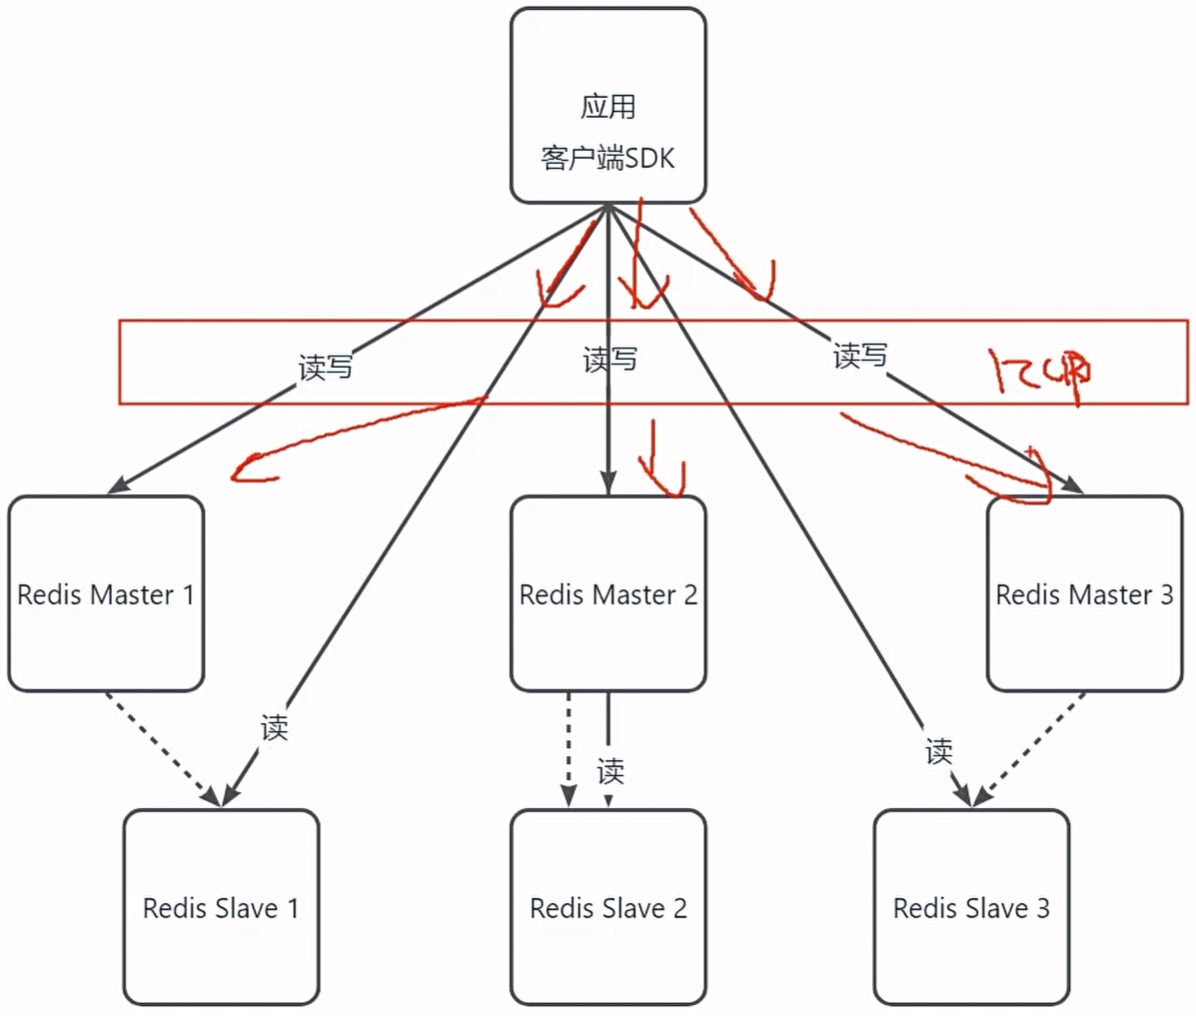 应用
客户端SDK
读写
读写
读写
Redis Master 1
Redis Master 2
Redis Master 3
读
读
读
Redis Slave 1
Redis Slave 2
Redis Slave 3